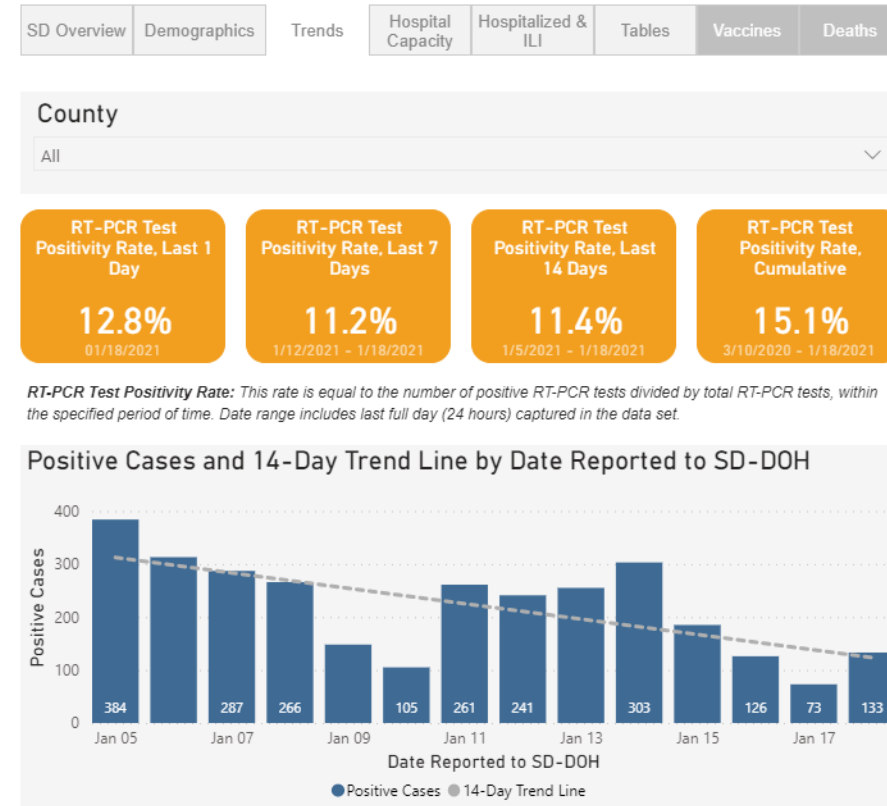 SD Overview
Demographics
Trends
Hospital
Capacity
Hospitalized &
ILI
Tables
Vaccines
Deaths
County
All
RT-PCR Test
Positivity Rate, Last 1
Day
12.8%
01/18/2021
RT-PCR Test
Positivity Rate, Last 7
Days
11.2%
1/12/2021 - 1/18/2021
RT-PCR Test
Positivity Rate, Last
14 Days
11.4%
1/5/2021 - 1/18/2021
RT-PCR Test
Positivity Rate,
Cumulative
15.1%
3/10/2020 - 1/18/2021
RT-PCR Test Positivity Rate: This rate is equal to the number of positive RT-PCR tests divided by total RT-PCR tests, within
the specified period of time. Date range includes last full day (24 hours) captured in the data set.
Positive Cases and 14-Day Trend Line by Date Reported to SD-DOH
Positive Cases
400
300
200
100
0
384
287
266
105
261
241
303
126
73
133
Jan 05
Jan 07
Jan 09
Jan 11
Jan 13
Jan 15
Jan 17
Date Reported to SD-DOH
Positive Cases
14-Day Trend Line